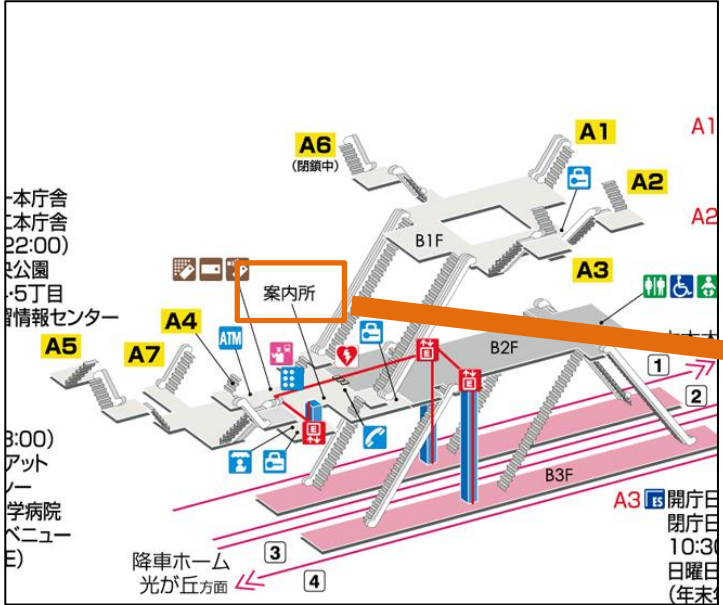 A6
(閉鎖中)
A1
A1
A2
B1F
A2
A3
本庁舎
本庁舎
22:00)
公園
5丁目
習情報センター
案内所
A4
A5
A7
ATM
B2F
E
E
E
1
2
B3F
3:00)
アット
学病院
ベニュー
E)
降車ホーム
光が丘方面
3
4
A3 ES 開庁日
閉庁日
10:30
日曜日
(年末